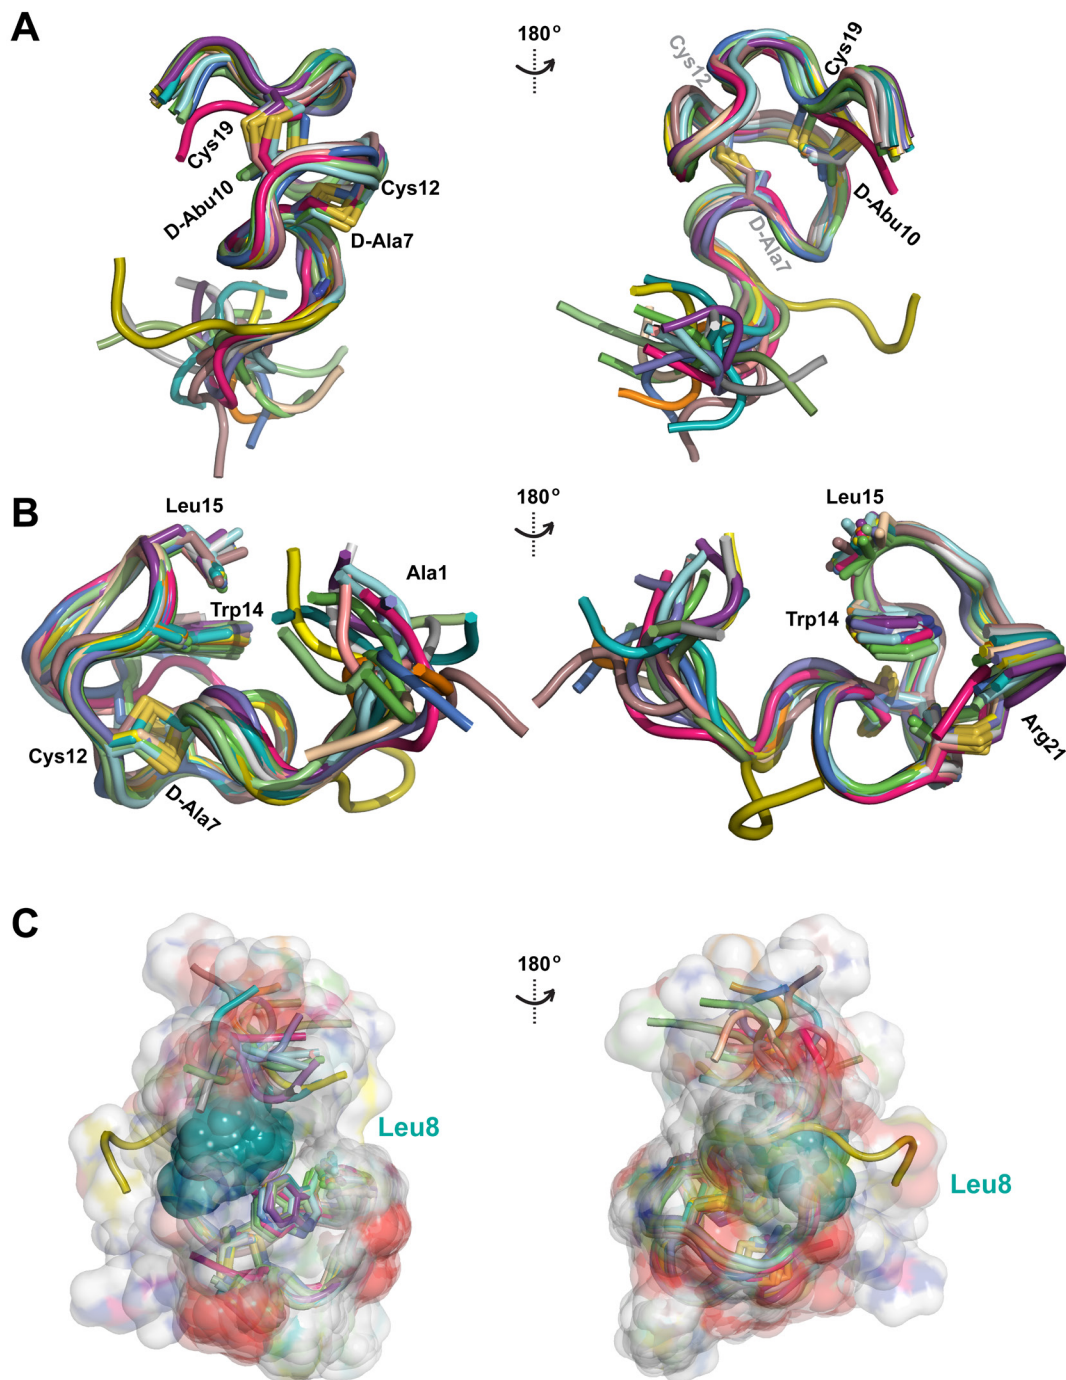 A
180°
Cys19
D-Abu10
Cys12
D-Ala7
Cys12
Cys19
D-Abu10
D-Ala7
B
180°
Leu15
Trp14
Ala1
Cys12
D-Ala7
Leu15
Trp14
Arg21
C
180°
Leu8
Leu8